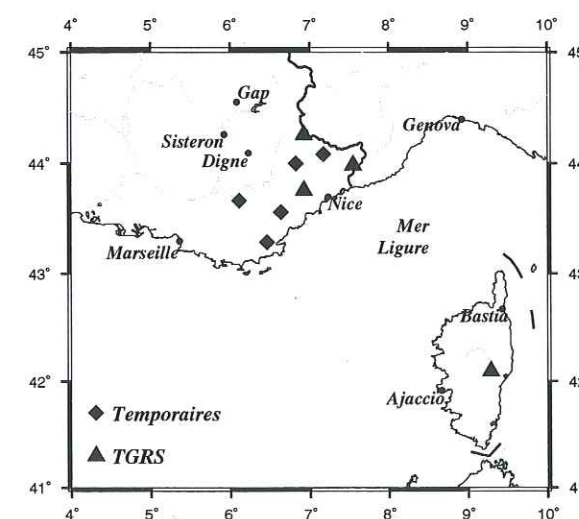 4° 5° 6° 7° 8° 9° 10°
45° 45°
Gap
Genova
Sisteron
Digne
44° 44°
Nice
Mer
Ligure
Marseille
43° 43°
Bastia
42° 42
Ajaccio
Temporaires
TGRS
41° 41
4° 5° 6° 7° 8° 9° 10°